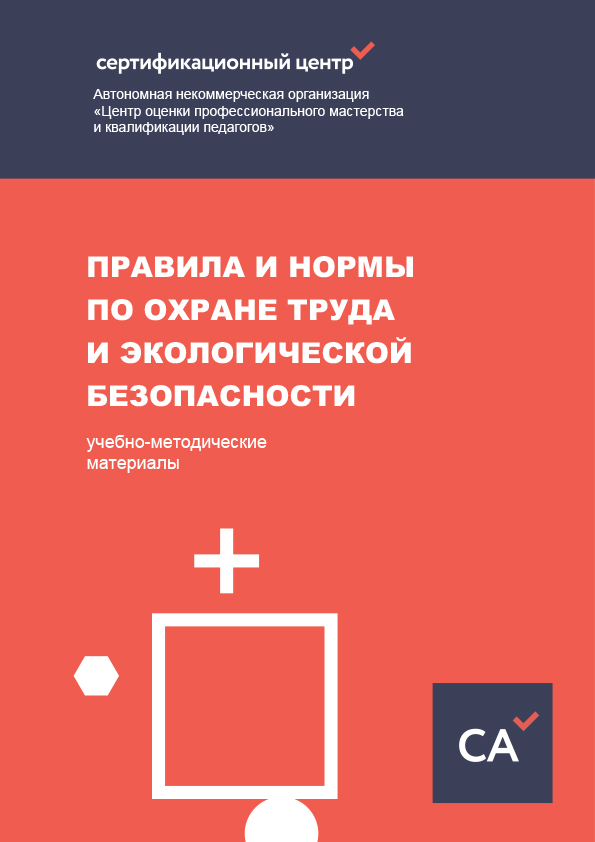 сертификационный центр
Автономная некоммерческая организация
«Центр оценки профессионального мастерства
и квалификации педагогов»
ПРАВИЛА И НОРМЫ
ПО ОХРАНЕ ТРУДА
И ЭКОЛОГИЧЕСКОЙ
БЕЗОПАСНОСТИ
учебно-методические
материалы
СА